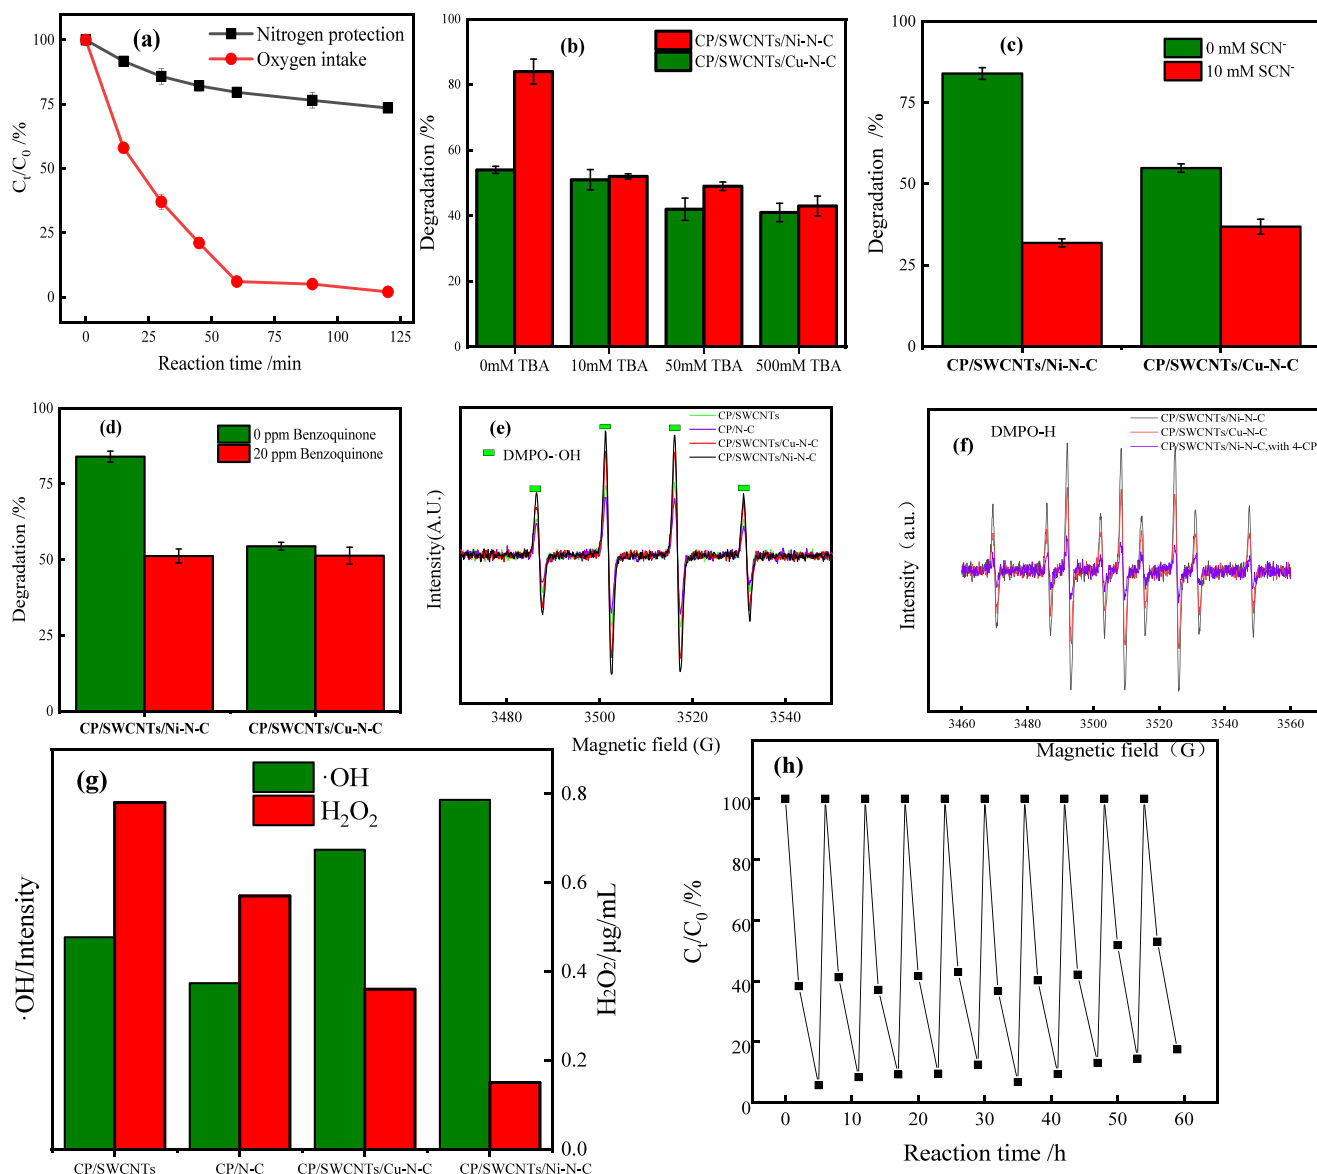 (a)
Nitrogen protection
Oxygen intake
100
75
50
25
0
Ct/C0 /%
0 25 50 75 100 125
Reaction time /min
(b)
CP/SWCNTs/Ni-N-C
CP/SWCNTs/Cu-N-C
100
80
60
40
20
0
Degradation /%
0mM TBA 10mM TBA 50mM TBA 500mM TBA
(c)
0 mM SCN⁻
10 mM SCN⁻
100
75
50
25
0
Degradation /%
CP/SWCNTs/Ni-N-C CP/SWCNTs/Cu-N-C
(d)
0 ppm Benzoquinone
20 ppm Benzoquinone
100
75
50
25
0
Degradation /%
CP/SWCNTs/Ni-N-C CP/SWCNTs/Cu-N-C
(e)
CP/SWCNTs
CP/N-C
CP/SWCNTs/Cu-N-C
CP/SWCNTs/Ni-N-C
DMPO-·OH
Intensity(A.U.)
3480 3500 3520 3540
Magnetic field (G)
(f)
DMPO-H
CP/SWCNTs/Ni-N-C
CP/SWCNTs/Cu-N-C
CP/SWCNTs/Ni-N-C,with 4-CP
Intensity（a.u.）
3460 3480 3500 3520 3540 3560
Magnetic field（G）
(g)
·OH
H₂O₂
·OH/Intensity
0.8
0.6
0.4
0.2
0.0
H₂O₂/µg/mL
CP/SWCNTs CP/N-C CP/SWCNTs/Cu-N-C CP/SWCNTs/Ni-N-C
(h)
100
80
60
40
20
0
Ct/C0 /%
0 10 20 30 40 50 60
Reaction time /h